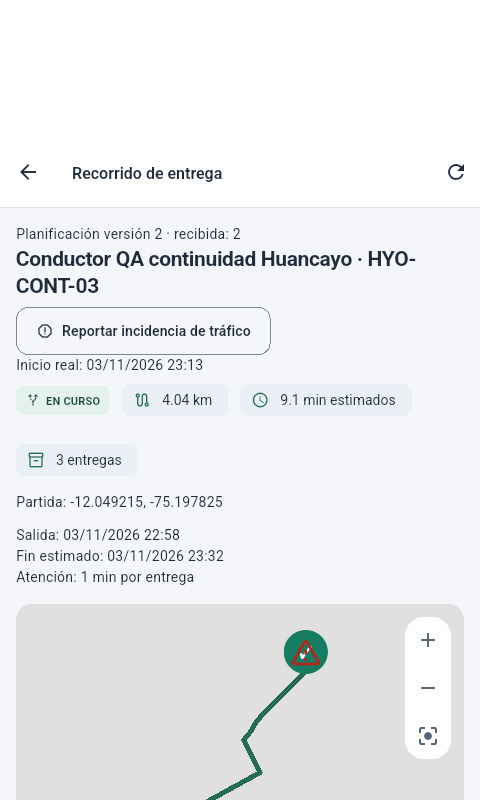 Recorrido de entrega
Planificación versión 2 · recibida: 2
Conductor QA continuidad Huancayo · HYO-
CONT-03
Reportar incidencia de tráfico
Inicio real: 03/11/2026 23:13
EN CURSO
4.04 km
9.1 min estimados
3 entregas
Partida: -12.049215, -75.197825
Salida: 03/11/2026 22:58
Fin estimado: 03/11/2026 23:32
Atención: 1 min por entrega